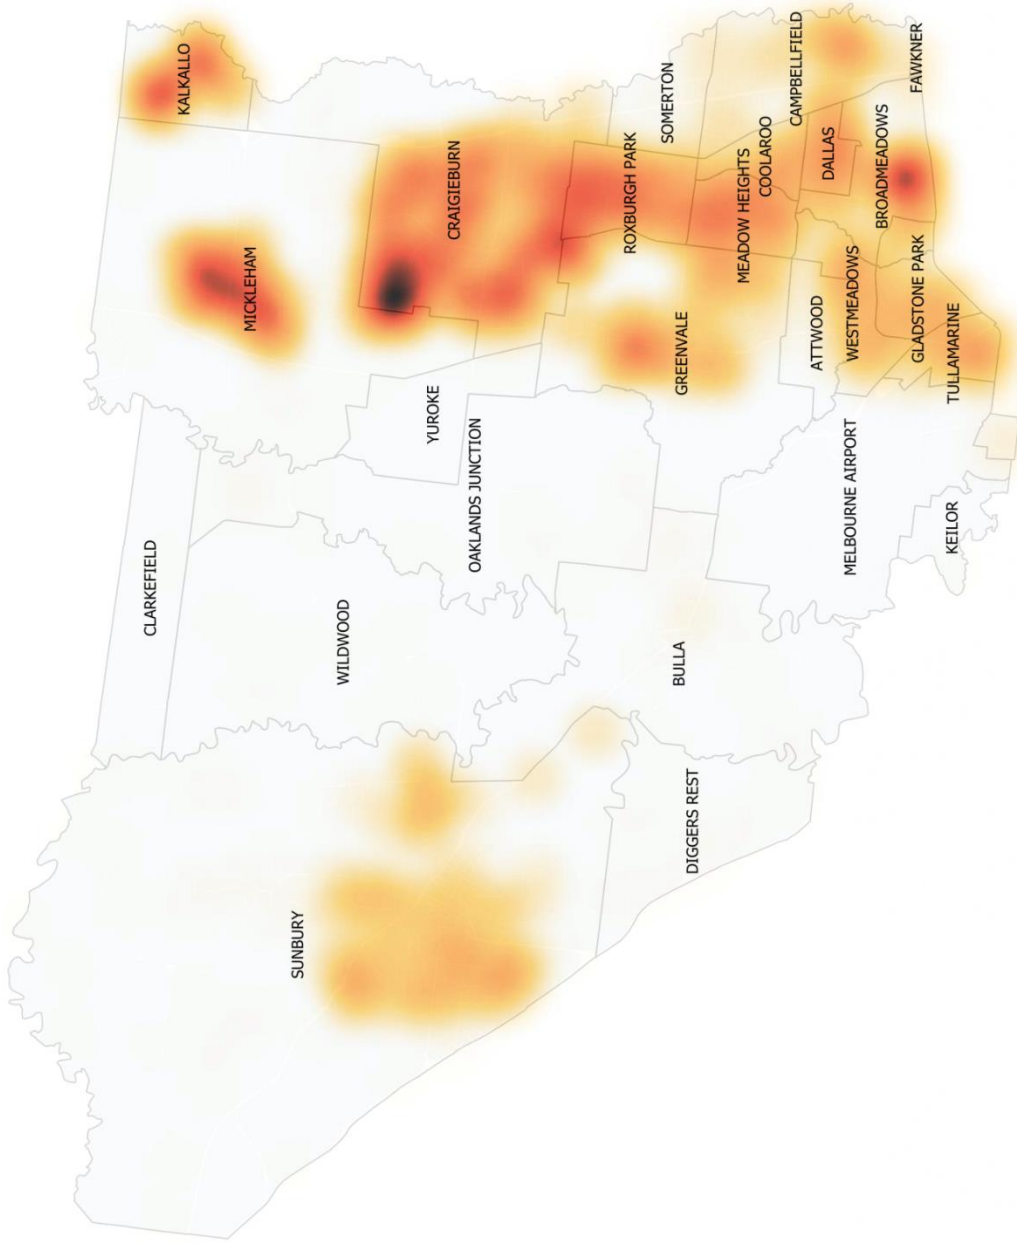 KALKALLO
MICKLEHAM
CRAIGIEBURN
ROXBURGH PARK
SOMERTON
CAMPBELLFIELD
COOLAROO
MEADOW HEIGHTS
DALLAS
FAWKNER
BROADMEADOWS
GREENVALE
ATTWOOD
WESTMEADOWS
GLADSTONE PARK
TULLAMARINE
YUROKE
OAKLANDS JUNCTION
MELBOURNE AIRPORT
KEILOR
CLARKEFIELD
WILDWOOD
BULLA
DIGGERS REST
SUNBURY